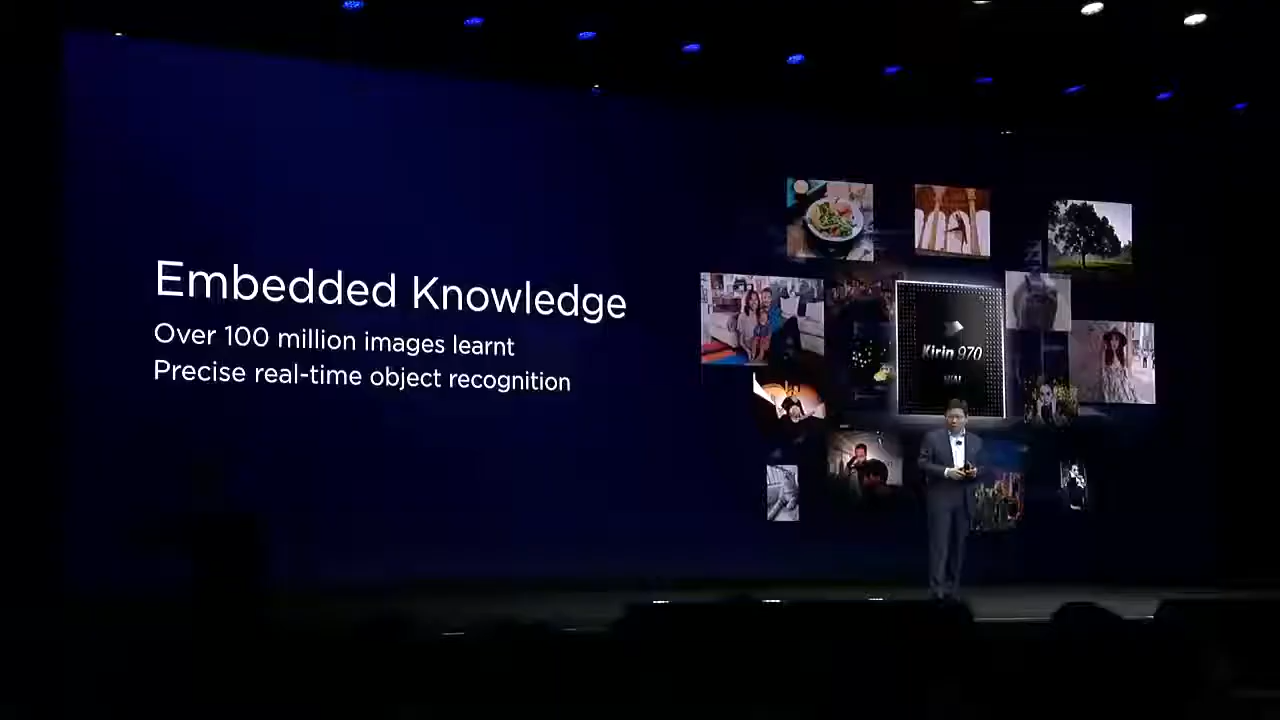 Embedded Knowledge
Over 100 million images learnt
Precise real-time object recognition
Kirin 970